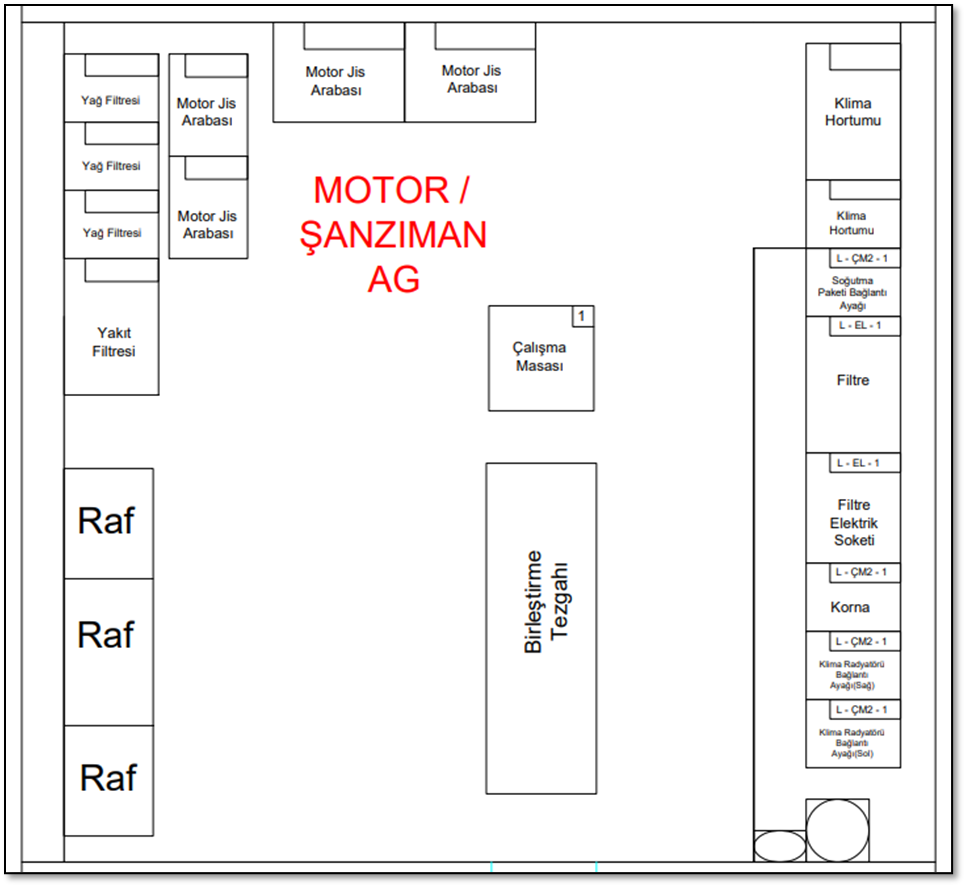 Yağ Filtresi
Yağ Filtresi
Yağ Filtresi
Yakıt
Filtresi
Motor Jis
Arabası
Motor Jis
Arabası
Motor Jis
Arabası
Motor Jis
Arabası
MOTOR /
ŞANZIMAN
AG
1
Çalışma
Masası
Birleştirme
Tezgahı
Raf
Raf
Raf
Klima
Hortumu
Klima
Hortumu
L - ÇM2 - 1
Soğutma
Paketi Bağlantı
Ayağı
L - EL - 1
Filtre
L - EL - 1
Filtre
Elektrik
Soketi
L - ÇM2 - 1
Korna
L - ÇM2 - 1
Klima Radyatörü
Bağlantı
Ayağı(Sağ)
L - ÇM2 - 1
Klima Radyatörü
Bağlantı
Ayağı(Sol)